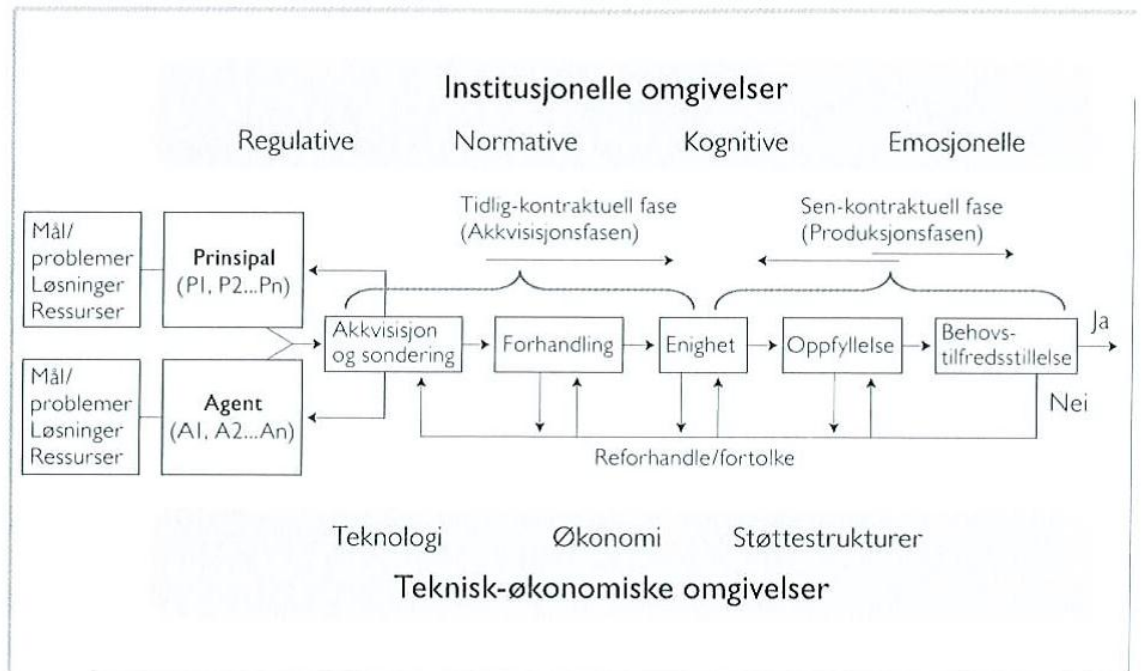 Institusjonelle omgivelser
Regulative Normative Kognitive Emosjonelle
Tidlig-kontraktuell fase
(Akkvisisjonsfasen)
Sen-kontraktuell fase
(Produksjonsfasen)
Mål/
problemer
Løsninger
Ressurser
Prinsipal
(P1, P2...Pn)
Mål/
problemer
Løsninger
Ressurser
Agent
(A1, A2...An)
Akkvisisjon
og sondering
Forhandling
Enighet
Oppfyllelse
Behovs-
tilfredsstillelse
Ja
Nei
Reforhandle/fortolke
Teknologi Økonomi Støttestrukturer
Teknisk-økonomiske omgivelser